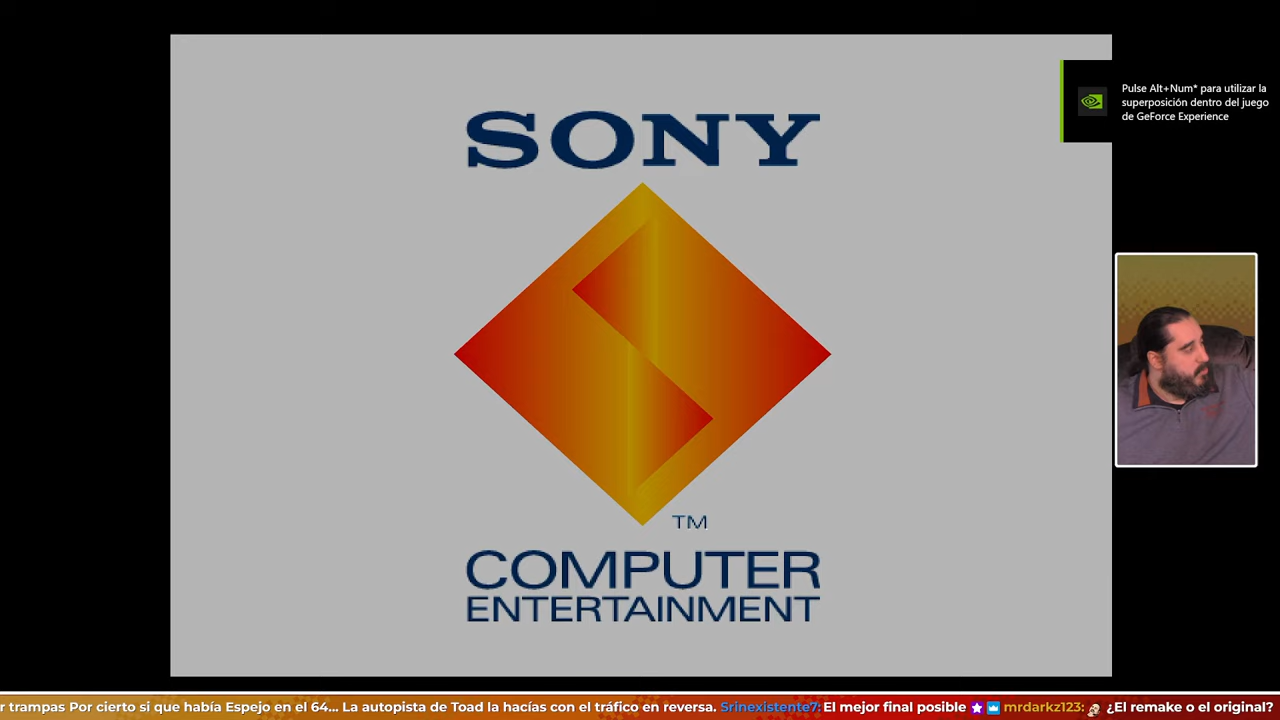 SONY
TM
COMPUTER
ENTERTAINMENT
Pulse Alt+Num* para utilizar la
superposición dentro del juego
de GeForce Experience
r trampas Por cierto si que había Espejo en el 64... La autopista de Toad la hacías con el tráfico en reversa. Srinexistente7: El mejor final posible mrdarkz123: ¿El remake o el original?